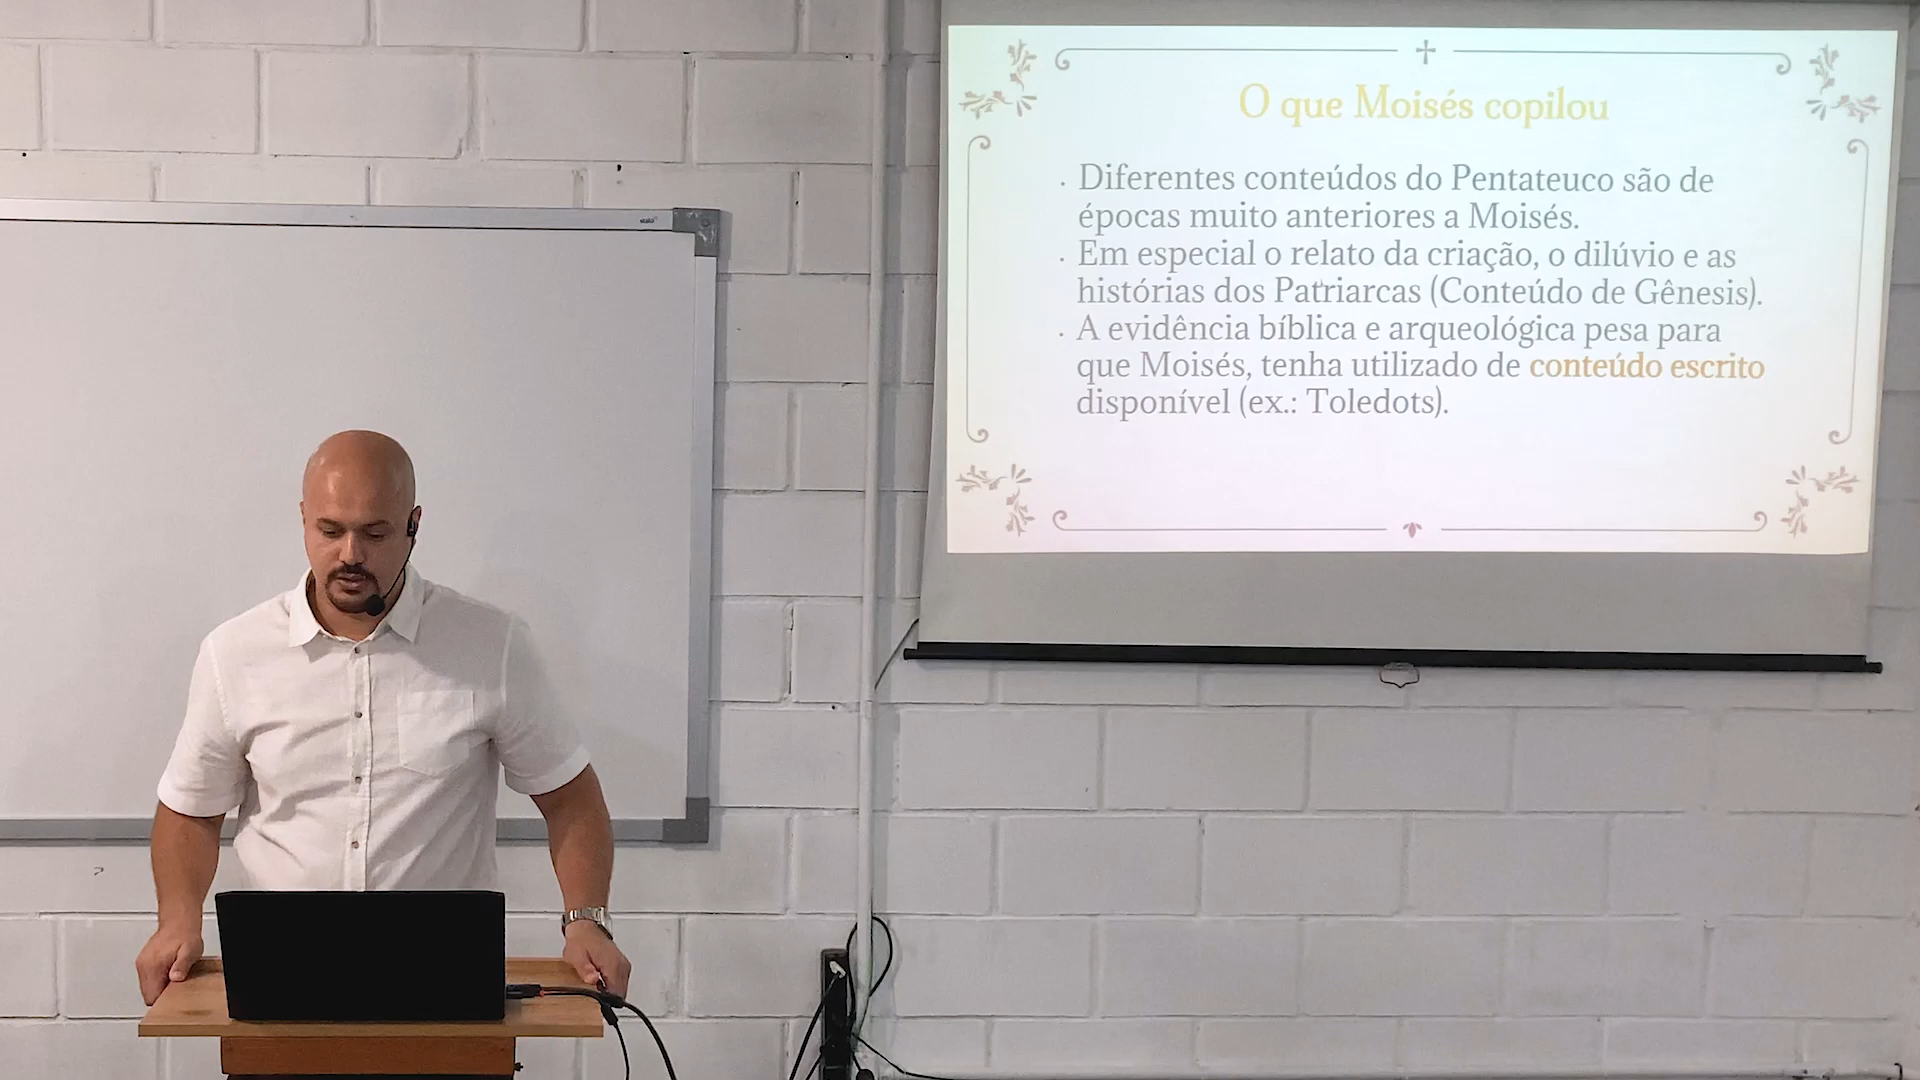 O que Moisés copilou
· Diferentes conteúdos do Pentateuco são de
épocas muito anteriores a Moisés.
· Em especial o relato da criação, o dilúvio e as
histórias dos Patriarcas (Conteúdo de Gênesis).
· A evidência bíblica e arqueológica pesa para
que Moisés, tenha utilizado de conteúdo escrito
disponível (ex.: Toledots).